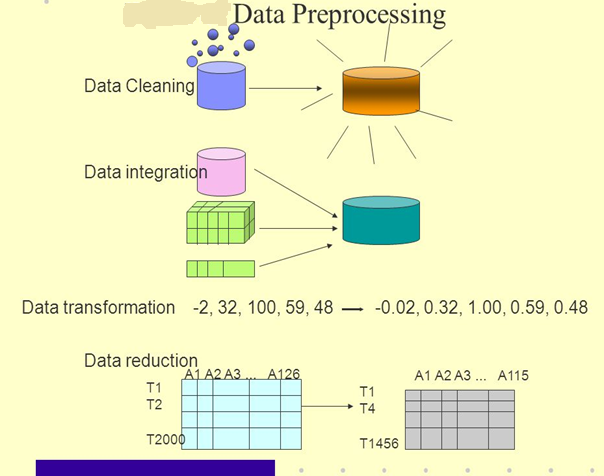 Data Preprocessing
Data Cleaning
Data integration
Data transformation -2, 32, 100, 59, 48 → -0.02, 0.32, 1.00, 0.59, 0.48
Data reduction
A1 A2 A3 ... A126
T1
T2
T2000
A1 A2 A3 ... A115
T1
T4
T1456